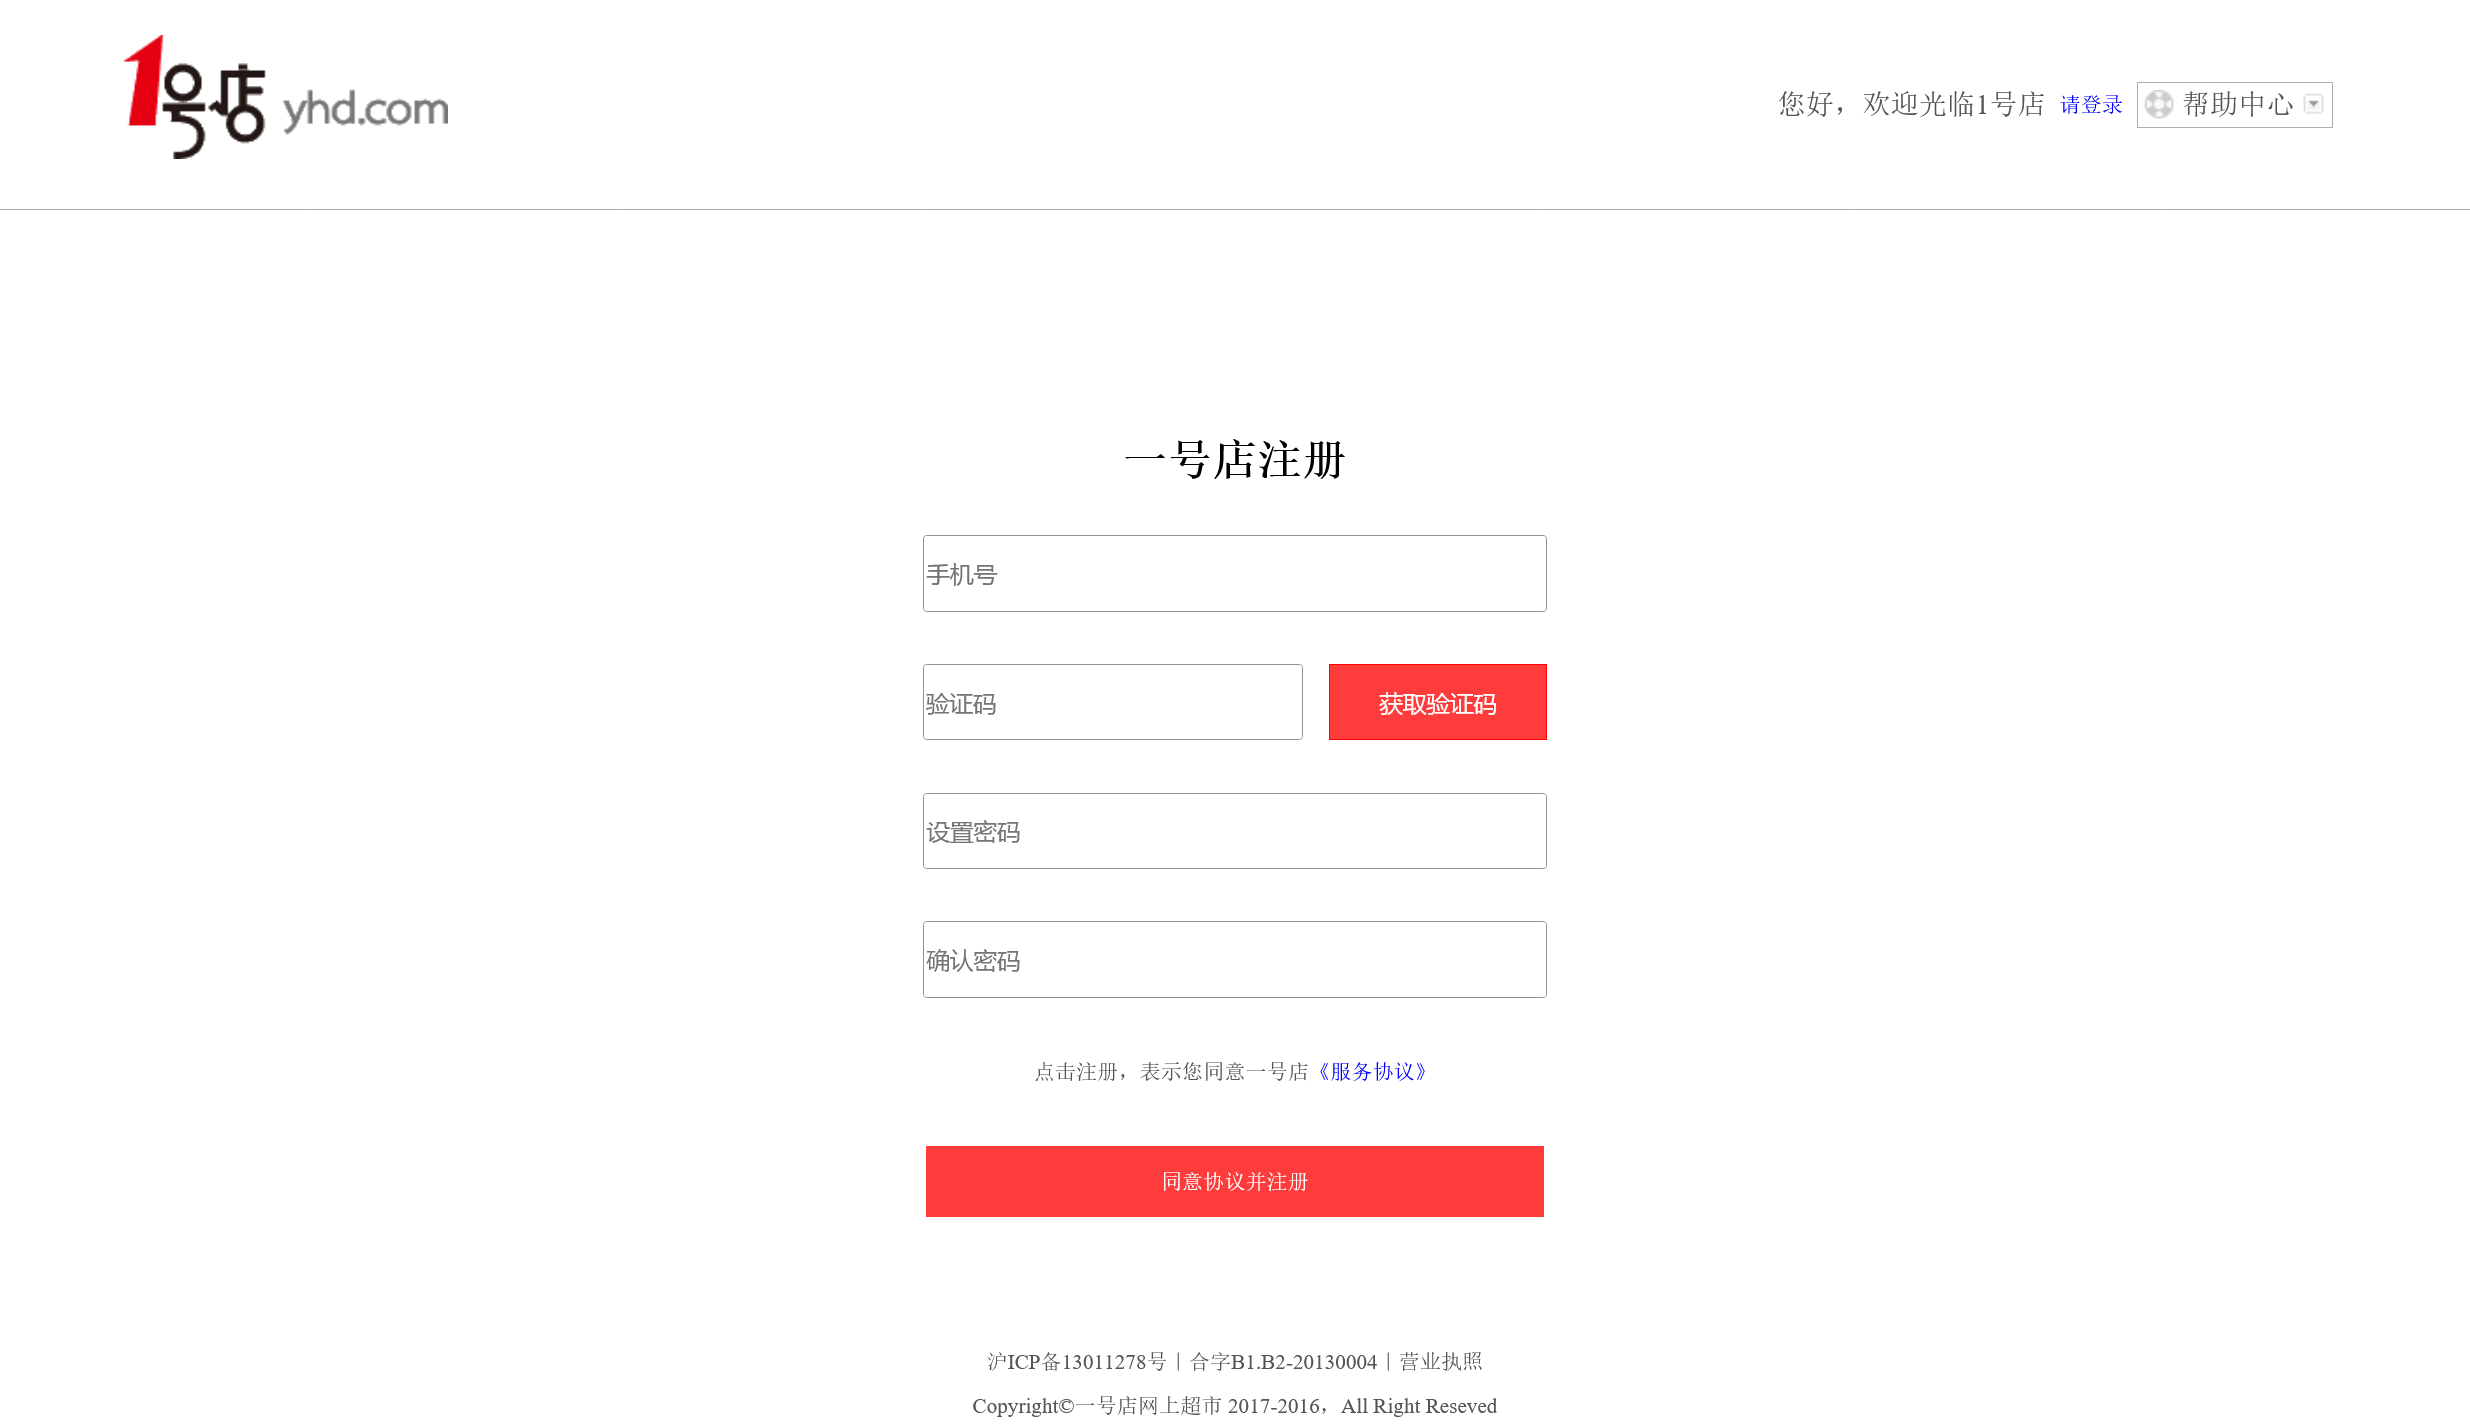 1号店 yhd.com
您好，欢迎光临1号店 请登录 帮助中心
一号店注册
手机号
验证码 获取验证码
设置密码
确认密码
点击注册，表示您同意一号店《服务协议》
同意协议并注册
沪ICP备13011278号 | 合字B1.B2-20130004 | 营业执照
Copyright©一号店网上超市 2017-2016，All Right Reseved